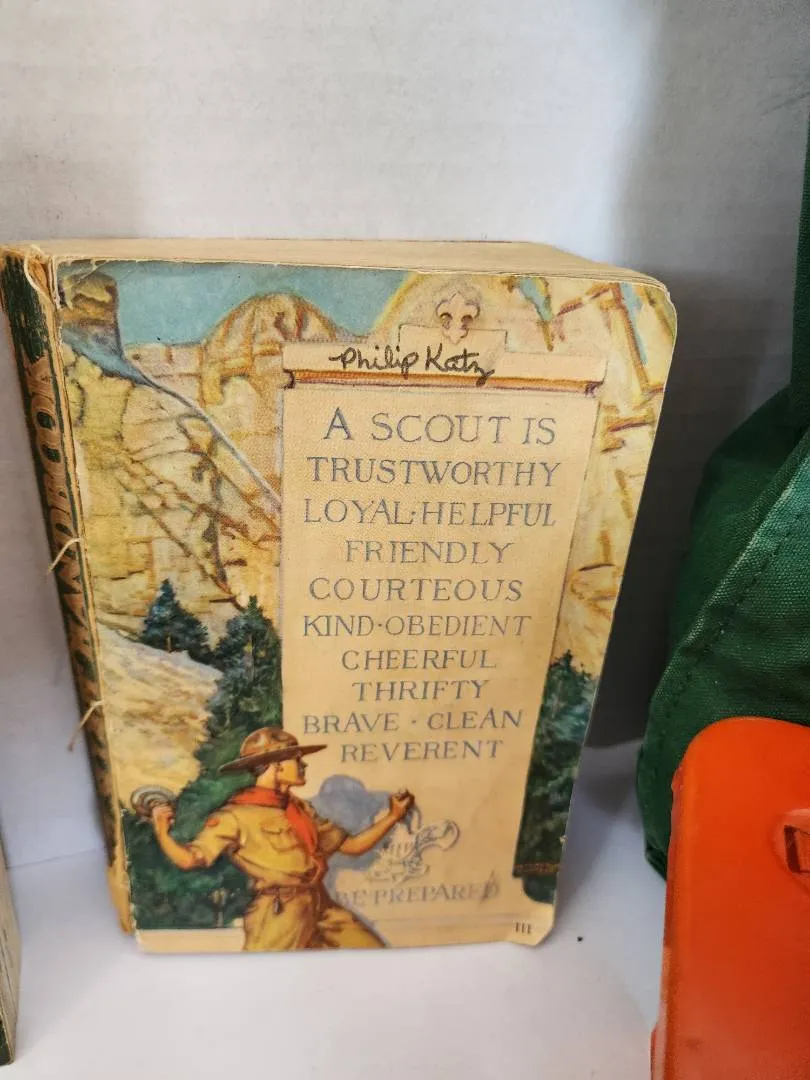 Philip Katz
A SCOUT IS
TRUSTWORTHY
LOYAL·HELPFUL
FRIENDLY
COURTEOUS
KIND·OBEDIENT
CHEERFUL
THRIFTY
BRAVE · CLEAN
REVERENT
BE PREPARED
III
HANDBOOK